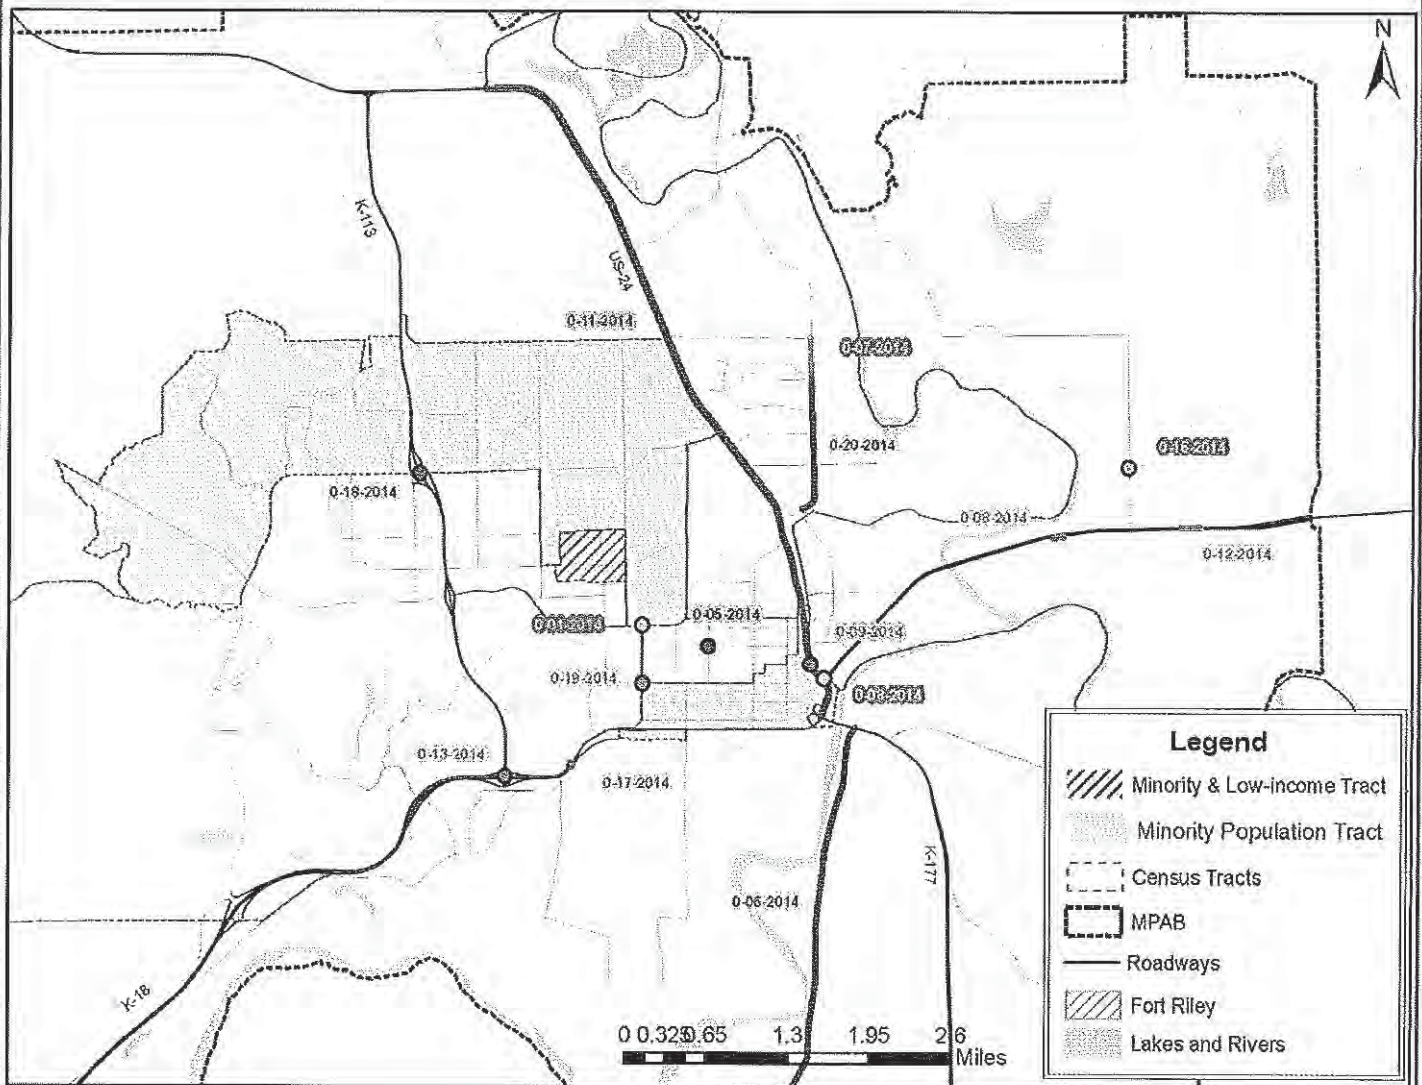 N
K-113
US-24
0-11-2014
0-07-2014
0-20-2014
0-16-2014
0-18-2014
0-08-2014
0-12-2014
0-05-2014
0-09-2014
0-19-2014
0-03-2014
0-13-2014
0-17-2014
K-177
0-06-2014
K-18
0 0.325 0.65 1.3 1.95 2.6
Miles
Legend
Minority & Low-income Tract
Minority Population Tract
Census Tracts
MPAB
Roadways
Fort Riley
Lakes and Rivers